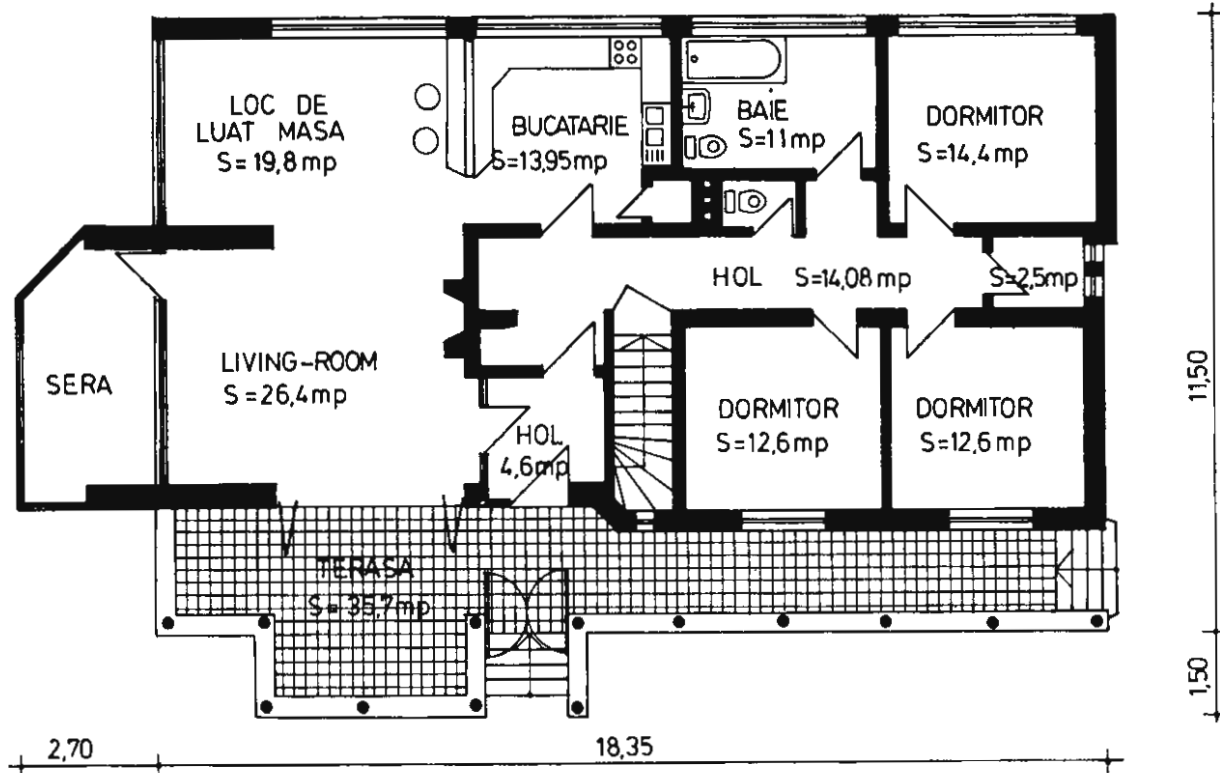 LOC DE
LUAT MASA
S=19,8mp
BUCATARIE
S=13,95mp
BAIE
S=11mp
DORMITOR
S=14,4mp
HOL S=14,08mp
S=2,5mp
SERA
LIVING-ROOM
S=26,4mp
HOL
4,6mp
DORMITOR
S=12,6mp
DORMITOR
S=12,6mp
TERASA
S=35,7mp
11,50
1,50
2,70
18,35